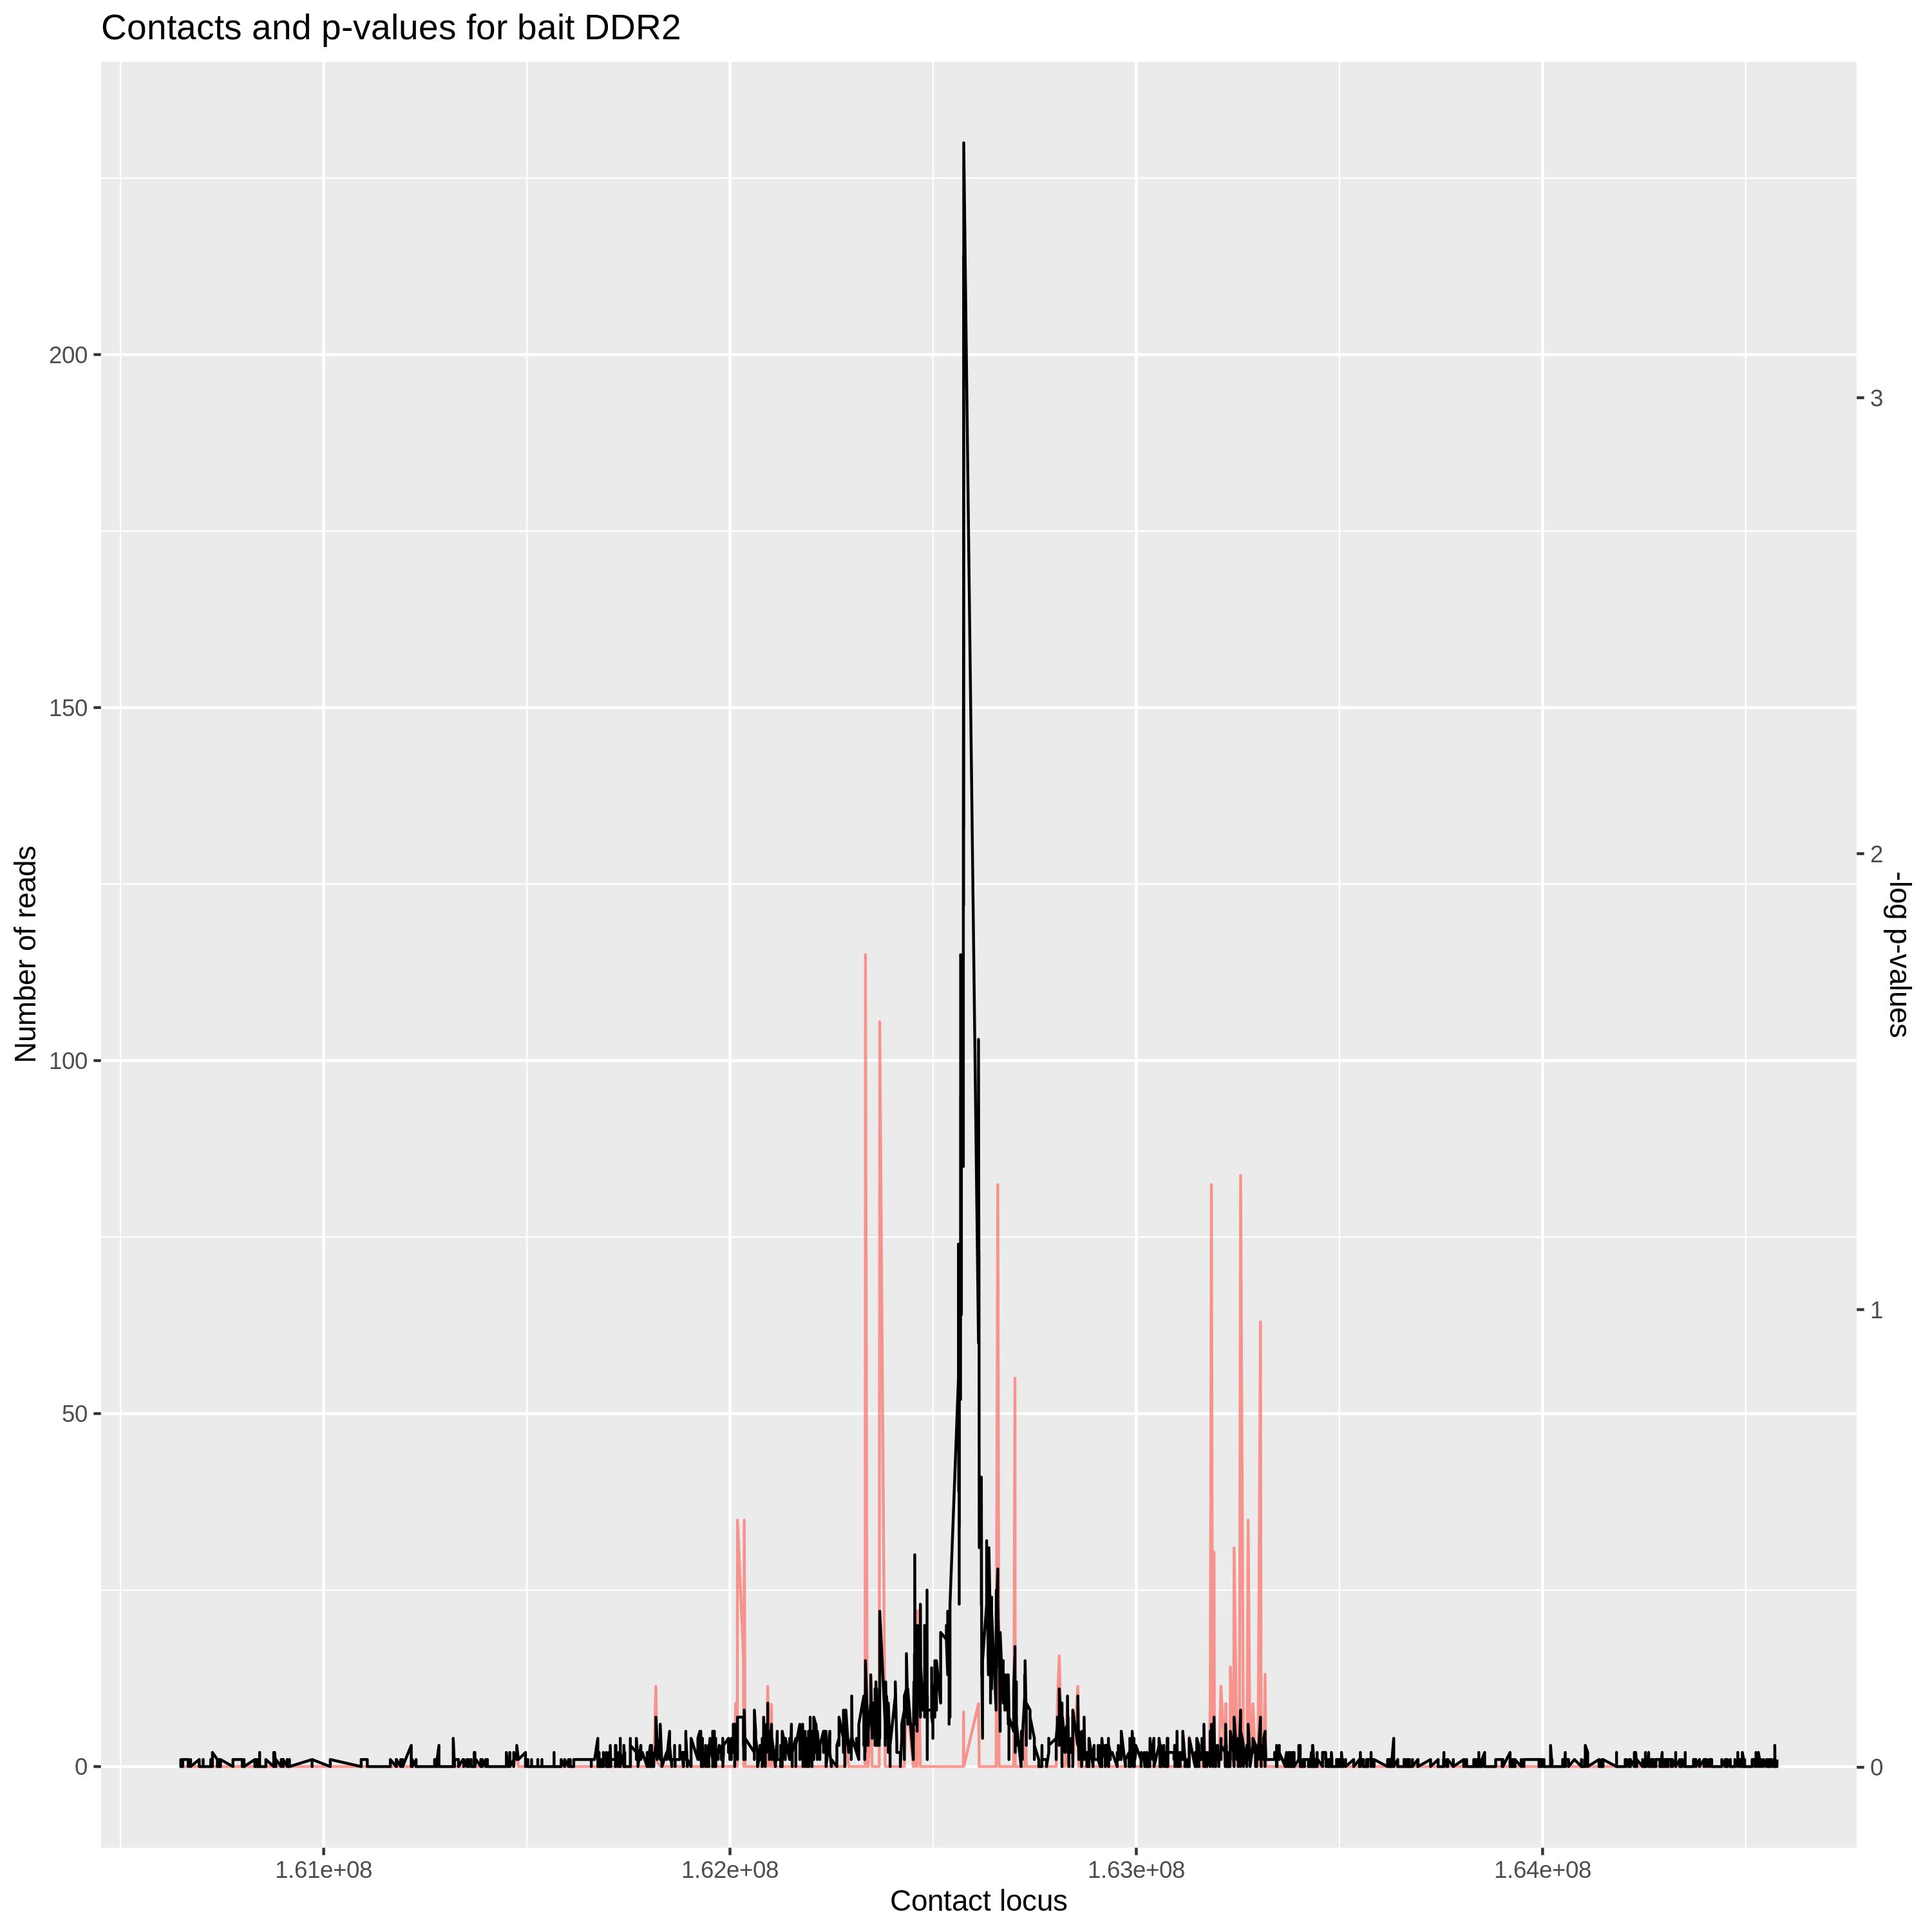 Contacts and p-values for bait DDR2
Number of reads
200
150
100
50
0
3
2
1
0
-log p-values
1.61e+08
1.62e+08
1.63e+08
1.64e+08
Contact locus